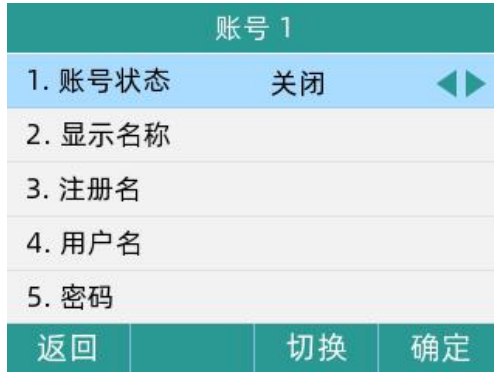 账号 1
1. 账号状态 关闭
2. 显示名称
3. 注册名
4. 用户名
5. 密码
返回 切换 确定